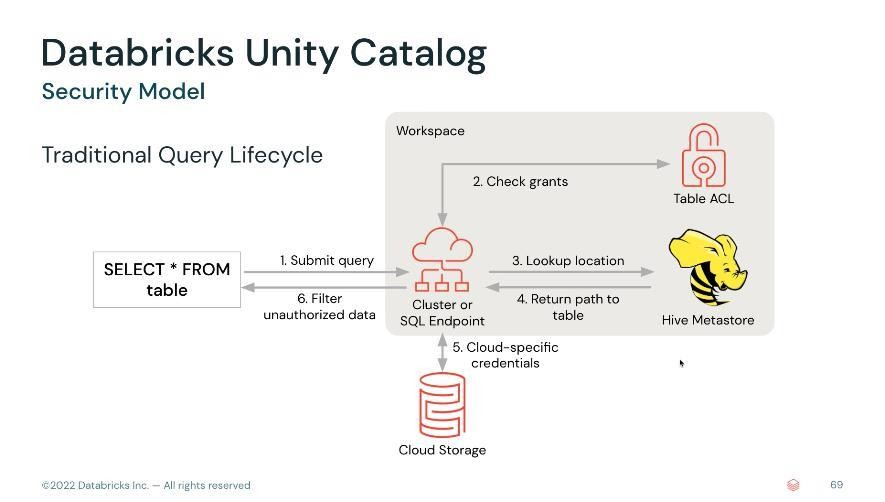 Databricks Unity Catalog
Security Model
Traditional Query Lifecycle
Workspace
2. Check grants
Table ACL
SELECT * FROM
table
1. Submit query
6. Filter
unauthorized data
Cluster or
SQL Endpoint
3. Lookup location
4. Return path to
table
Hive Metastore
5. Cloud-specific
credentials
Cloud Storage
©2022 Databricks Inc. — All rights reserved
69